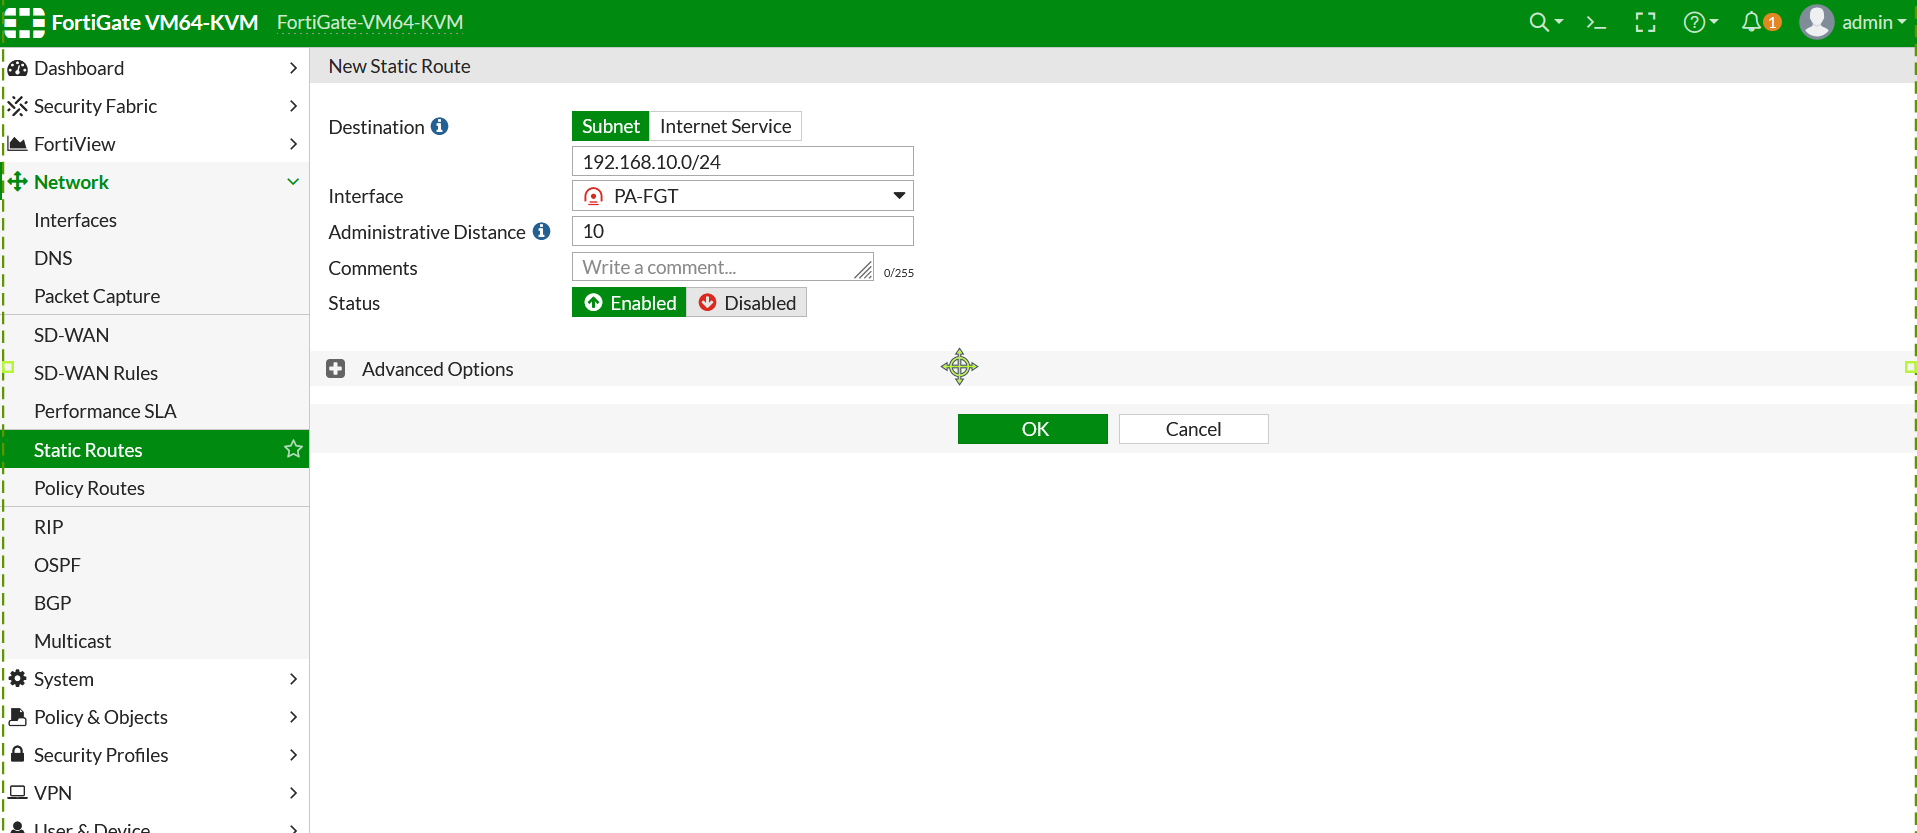 FortiGate VM64-KVM FortiGate-VM64-KVM 1 admin
Dashboard
Security Fabric
FortiView
Network
Interfaces
DNS
Packet Capture
SD-WAN
SD-WAN Rules
Performance SLA
Static Routes
Policy Routes
RIP
OSPF
BGP
Multicast
System
Policy & Objects
Security Profiles
VPN
User & Device
New Static Route
Destination Subnet Internet Service
192.168.10.0/24
Interface PA-FGT
Administrative Distance 10
Comments Write a comment... 0/255
Status Enabled Disabled
Advanced Options
OK Cancel